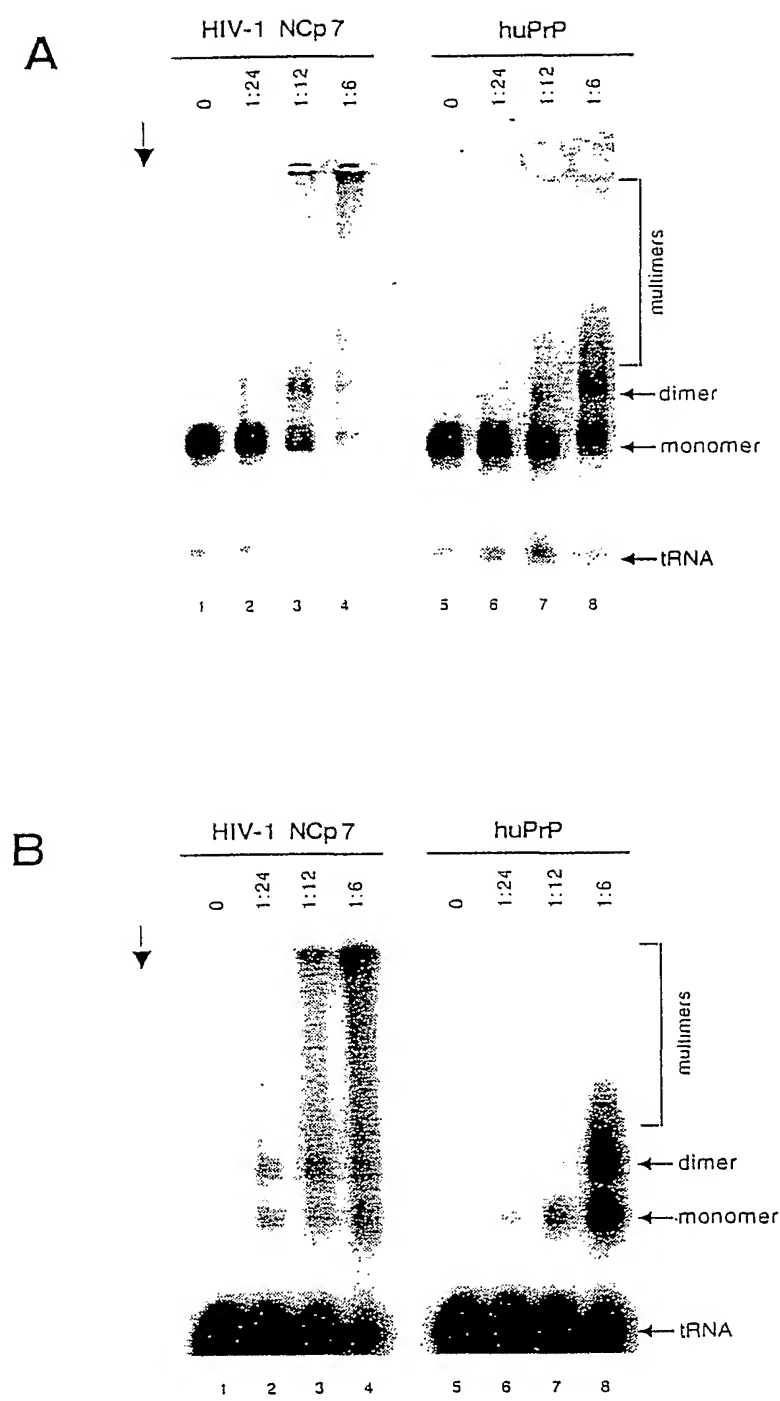 A
HIV-1 NCp7
huPrP
0 1:24 1:12 1:6
0 1:24 1:12 1:6
multimers
dimer
monomer
tRNA
1 2 3 4
5 6 7 8
B
HIV-1 NCp7
huPrP
0 1:24 1:12 1:6
0 1:24 1:12 1:6
multimers
dimer
monomer
tRNA
1 2 3 4
5 6 7 8